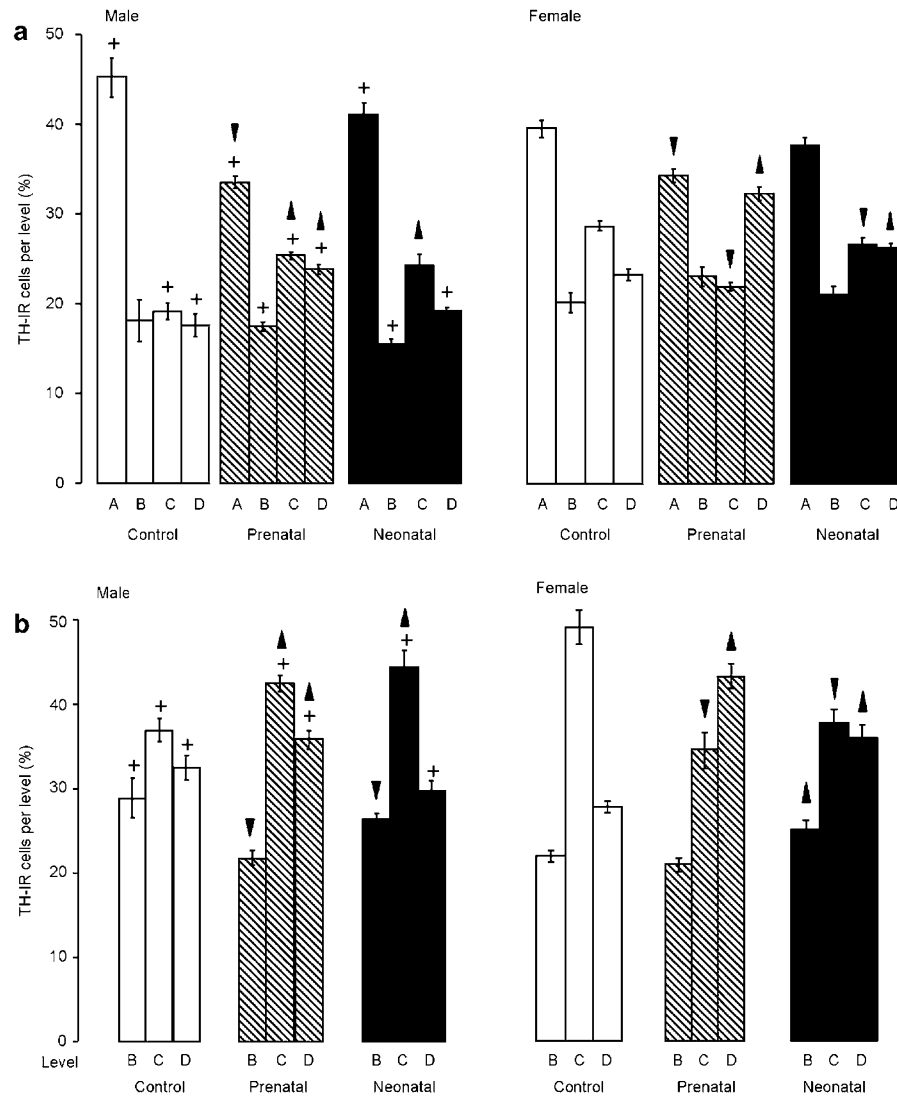 Male Female
a
50
40
30
20
10
0
TH-IR cells per level (%)
+ + + + + + + + + +
A B C D A B C D A B C D A B C D A B C D A B C D
Control Prenatal Neonatal Control Prenatal Neonatal
Male Female
b
50
40
30
20
10
0
TH-IR cells per level (%)
+ + + + + + +
Level B C D B C D B C D B C D B C D B C D
Control Prenatal Neonatal Control Prenatal Neonatal